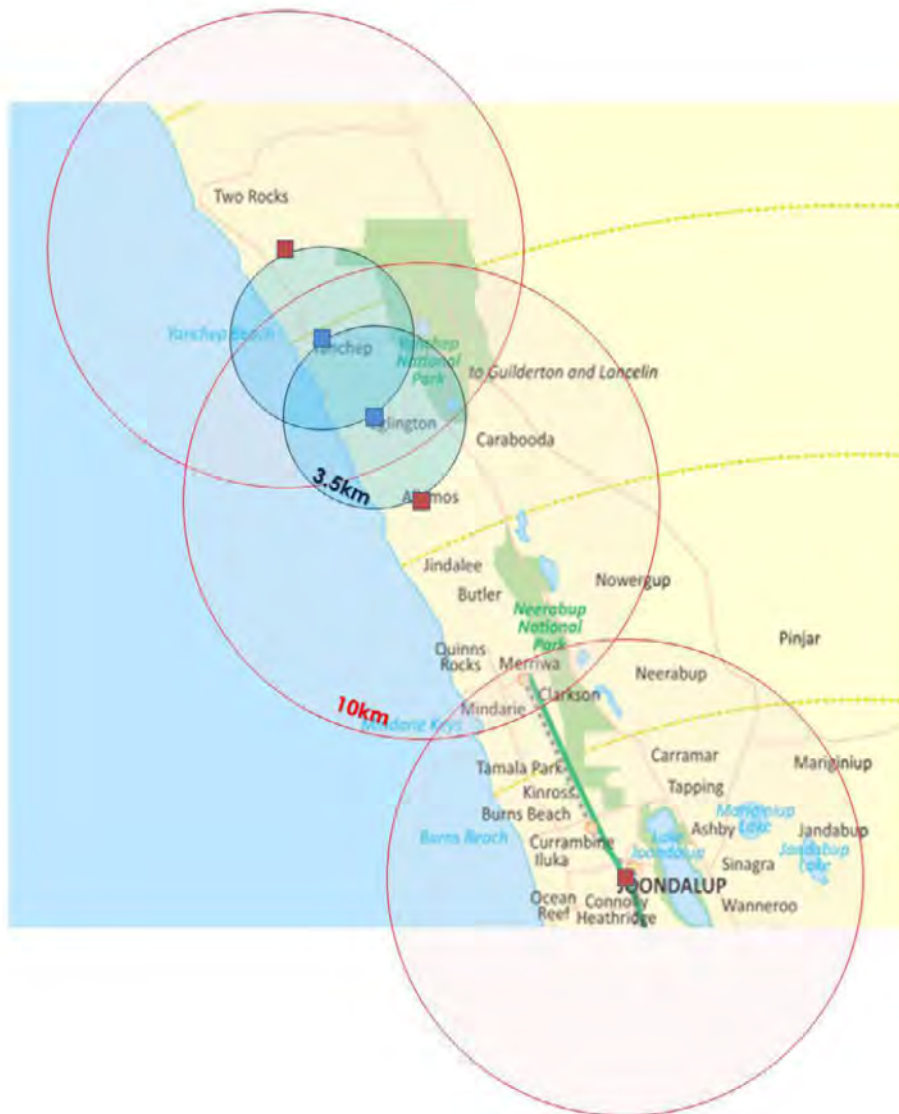 Two Rocks
Yanchep Beach
Yanchep
Yanchep
National
Park
to Guilderton and Lancelin
Eglington
Carabooda
3.5km
Alkimos
Jindalee
Butler
Nowergup
Neerabup
National
Park
Pinjar
Quinns
Rocks
Merriwa
Neerabup
Clarkson
10km
Mindarie
Mindarie Keys
Carramar
Mariginiup
Tamala Park
Tapping
Kinross
Burns Beach
Mariginiup
Lake
Ashby
Jandabup
Burns Beach
Currambine
Lake
Joondalup
Iluka
Sinagra
Jandabup
Lake
JOONDALUP
Ocean
Reef
Connolly
Heathridge
Wanneroo